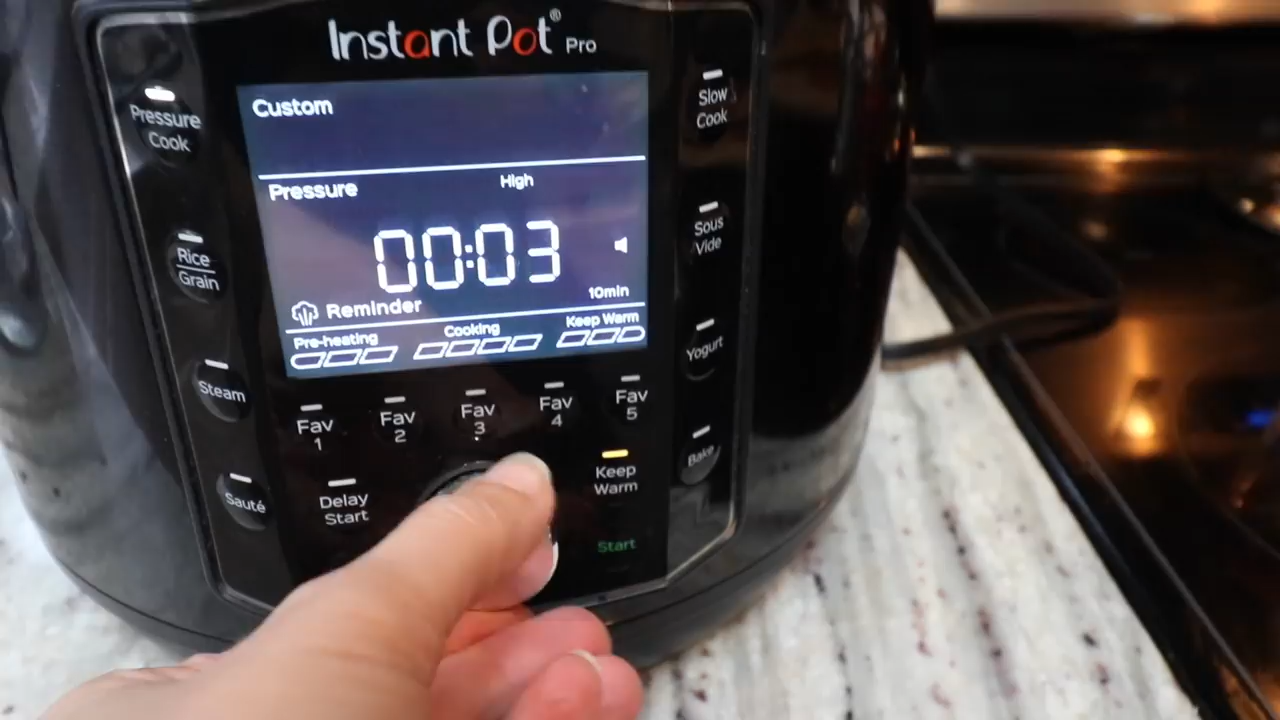 Instant Pot® Pro
Custom
Pressure
High
00:03
10min
Reminder
Pre-heating
Cooking
Keep Warm
Pressure
Cook
Rice
Grain
Steam
Sauté
Slow
Cook
Sous
Vide
Yogurt
Bake
Fav
1
Fav
2
Fav
3
Fav
4
Fav
5
Delay
Start
Keep
Warm
Start